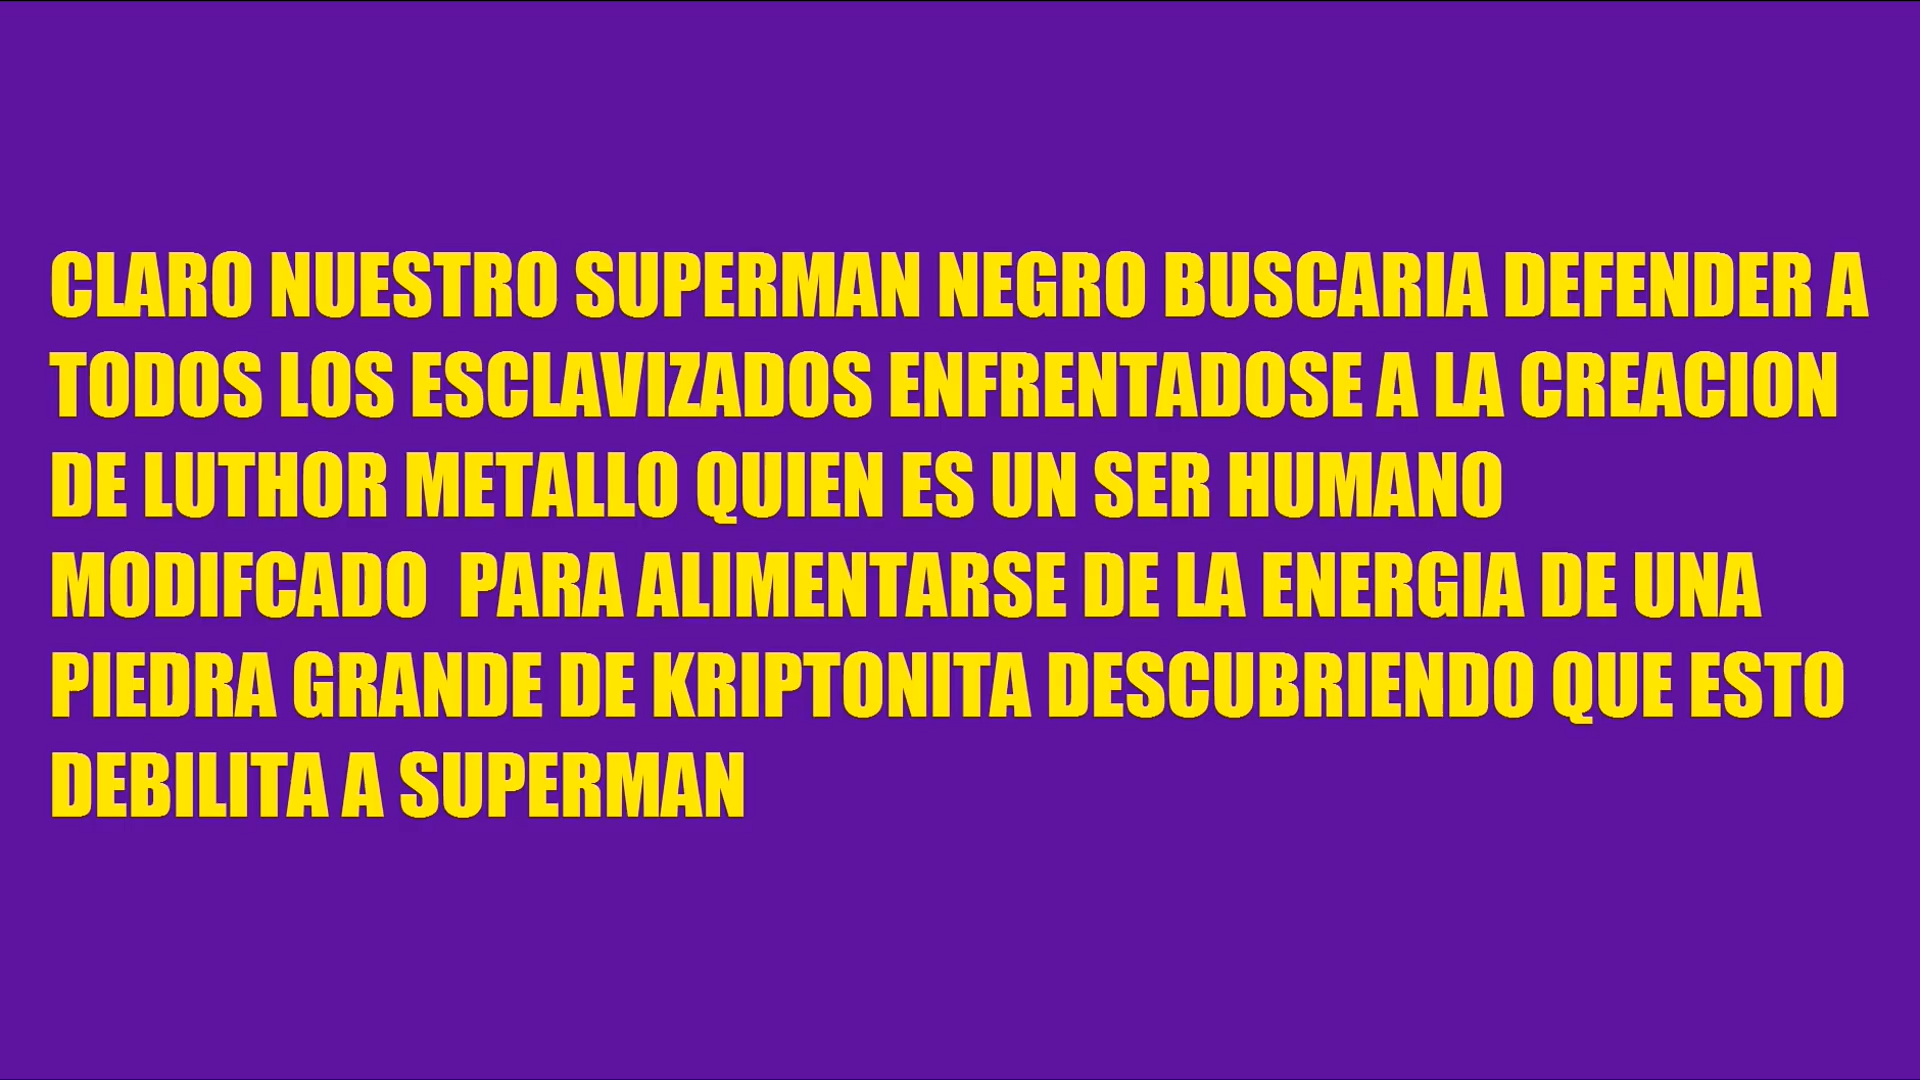 CLARO NUESTRO SUPERMAN NEGRO BUSCARIA DEFENDER A
TODOS LOS ESCLAVIZADOS ENFRENTADOSE A LA CREACION
DE LUTHOR METALLO QUIEN ES UN SER HUMANO
MODIFCADO  PARA ALIMENTARSE DE LA ENERGIA DE UNA
PIEDRA GRANDE DE KRIPTONITA DESCUBRIENDO QUE ESTO
DEBILITA A SUPERMAN